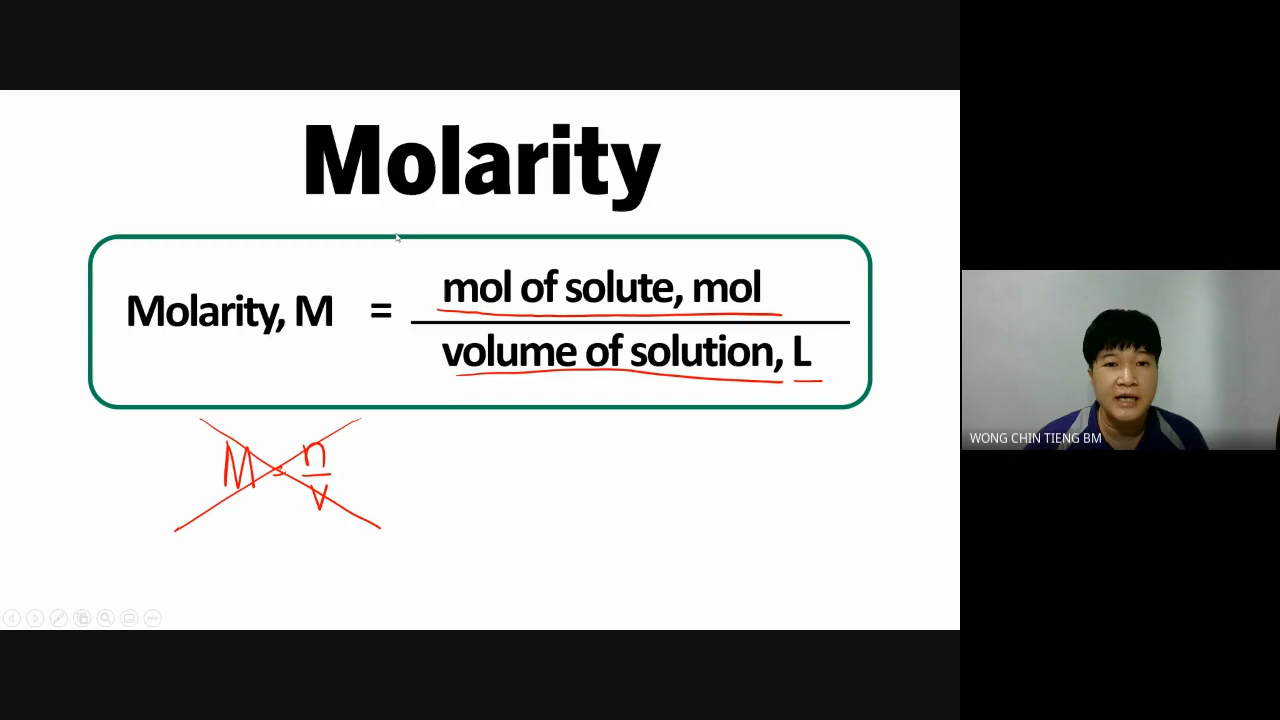 Molarity
Molarity, M = mol of solute, mol
volume of solution, L
M = n
v
WONG CHIN TIENG BM